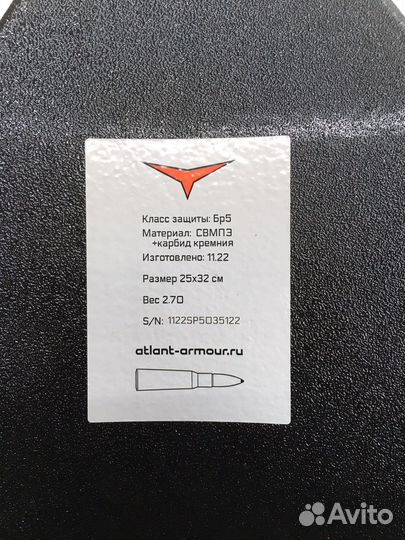 Класс защиты: Бр5
Материал: СВМПЭ
+карбид кремния
Изготовлено: 11.22
Размер 25x32 см
Вес 2.70
S/N: 1122SP5035122
atlant-armour.ru
Avito